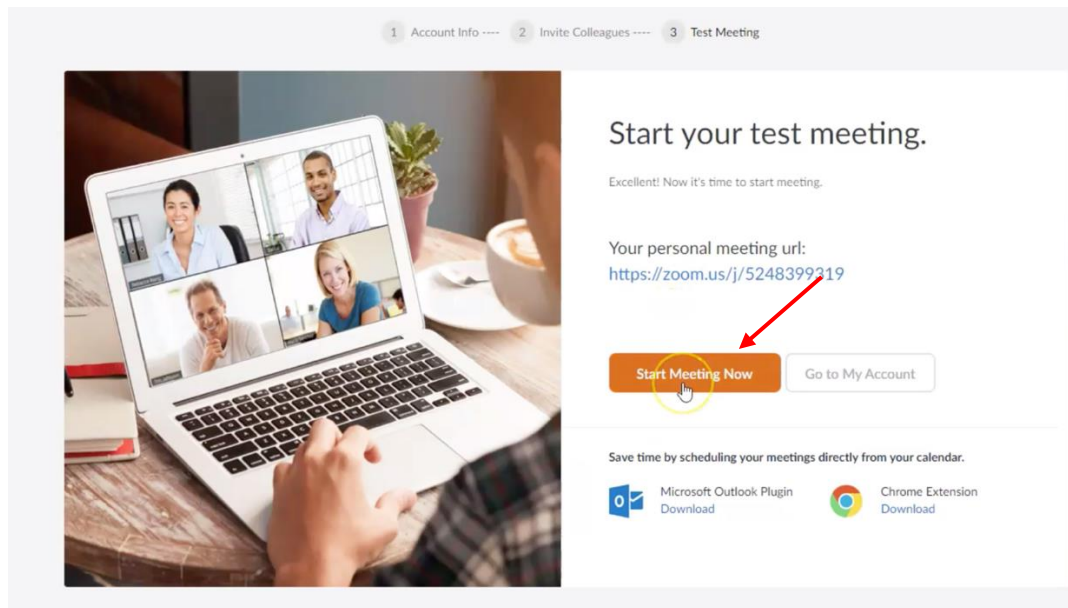 1 Account Info ---- 2 Invite Colleagues ---- 3 Test Meeting
Start your test meeting.
Excellent! Now it's time to start meeting.
Your personal meeting url:
https://zoom.us/j/5248399319
Start Meeting Now
Go to My Account
Save time by scheduling your meetings directly from your calendar.
Microsoft Outlook Plugin
Download
Chrome Extension
Download